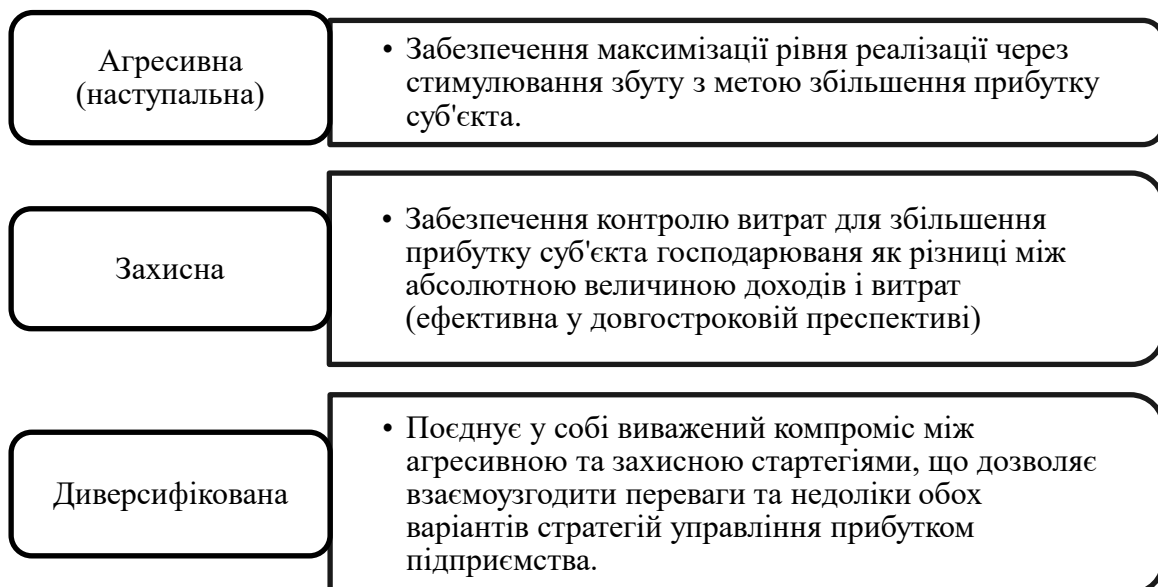 Агресивна
(наступальна)
• Забезпечення максимізації рівня реалізації через
стимулювання збуту з метою збільшення прибутку
суб'єкта.
Захисна
• Забезпечення контролю витрат для збільшення
прибутку суб'єкта господарюваня як різниці між
абсолютною величиною доходів і витрат
(ефективна у довгостроковій преспективі)
Диверсифікована
• Поєднує у собі виважений компроміс між
агресивною та захисною стартегіями, що дозволяє
взаємоузгодити переваги та недоліки обох
варіантів стратегій управління прибутком
підприємства.